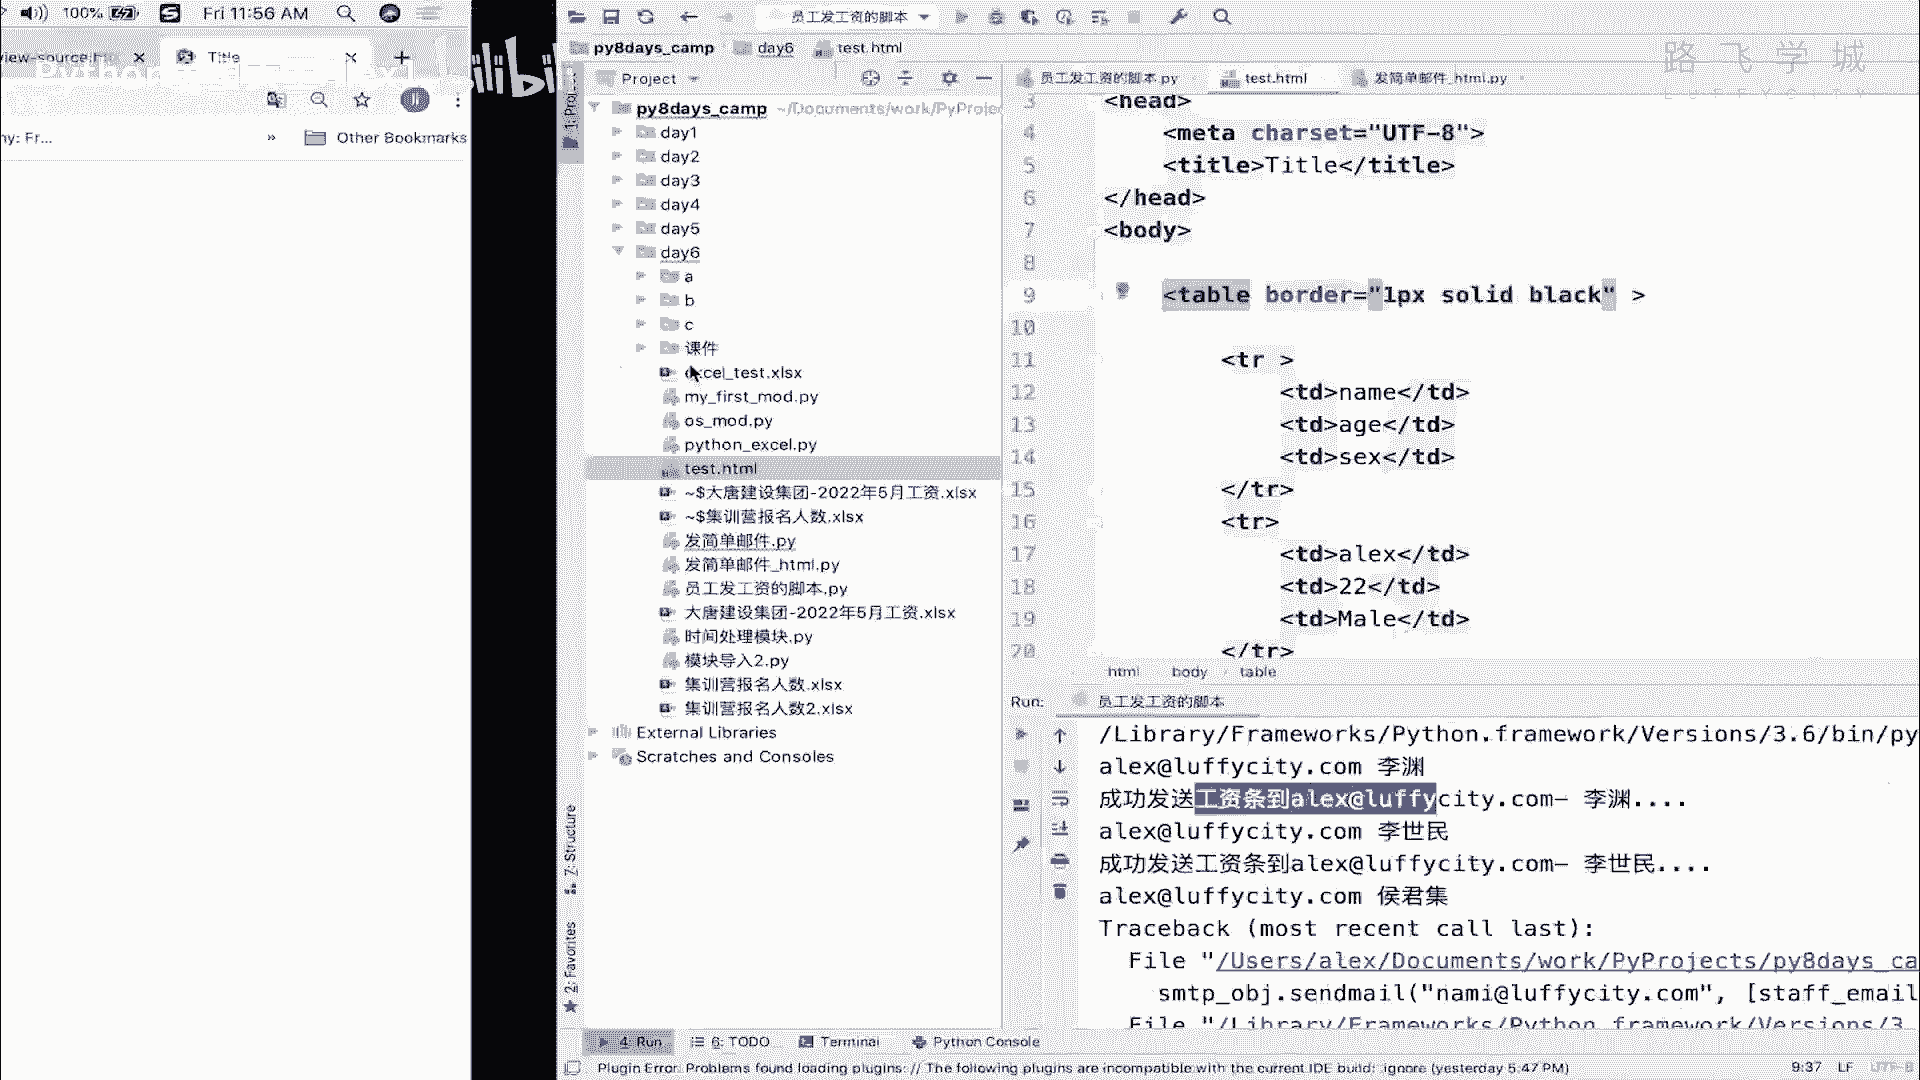 100% Fri 11:56 AM
Title
ny: Fr...
» Other Bookmarks
员工发工资的脚本
py8days_camp day6 test.html
路飞学城
Project
员工发工资的脚本.py test.html 发简单邮件_html.py
1: Proj
py8days_camp ~/Documents/work/PyProjec
day1
day2
day3
day4
day5
day6
a
b
c
课件
excel_test.xlsx
my_first_mod.py
os_mod.py
python_excel.py
test.html
~$大唐建设集团-2022年5月工资.xlsx
~$集训营报名人数.xlsx
发简单邮件.py
发简单邮件_html.py
员工发工资的脚本.py
大唐建设集团-2022年5月工资.xlsx
时间处理模块.py
模块导入2.py
集训营报名人数.xlsx
集训营报名人数2.xlsx
External Libraries
Scratches and Consoles
Z: Structure
2: Favorites
3 <head>
4 <meta charset="UTF-8">
5 <title>Title</title>
6 </head>
7 <body>
8
9 <table border="1px solid black" >
10
11 <tr >
12 <td>name</td>
13 <td>age</td>
14 <td>sex</td>
15 </tr>
16 <tr>
17 <td>alex</td>
18 <td>22</td>
19 <td>Male</td>
20 </tr>
html body table
Run: 员工发工资的脚本
/Library/Frameworks/Python.framework/Versions/3.6/bin/py
alex@luffycity.com 李渊
成功发送工资条到alex@luffycity.com— 李渊....
alex@luffycity.com 李世民
成功发送工资条到alex@luffycity.com— 李世民....
alex@luffycity.com 侯君集
Traceback (most recent call last):
File "/Users/alex/Documents/work/PyProjects/py8days_ca
smtp_obj.sendmail("nami@luffycity.com", [staff_email
File "/Library/Frameworks/Python.framework/Versions/3.
4: Run 6: TODO Terminal Python Console
Plugin Error: Problems found loading plugins: // The following plugins are incompatible with the current IDE build: ignore (yesterday 5:47 PM)
9:37 LF UTF-8